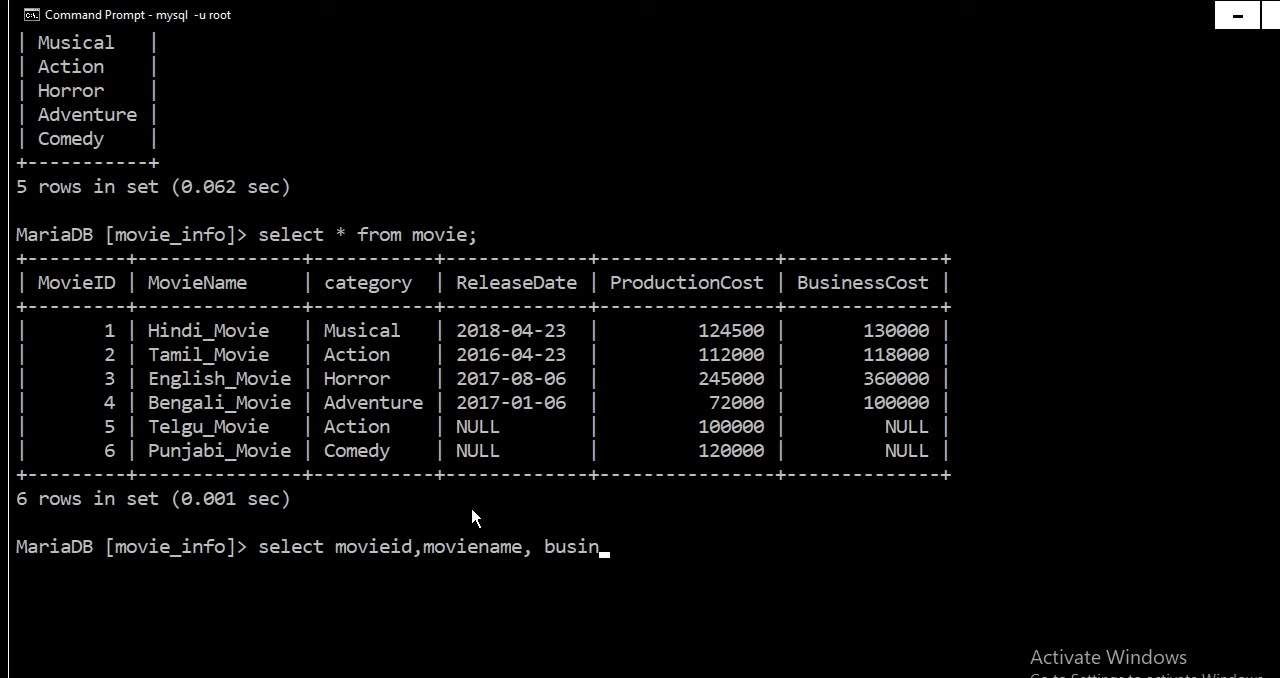 Command Prompt - mysql -u root
| Musical   |
| Action    |
| Horror    |
| Adventure |
| Comedy    |
+-----------+
5 rows in set (0.062 sec)
MariaDB [movie_info]> select * from movie;
+---------+---------------+-----------+-------------+----------------+--------------+
| MovieID | MovieName     | category  | ReleaseDate | ProductionCost | BusinessCost |
+---------+---------------+-----------+-------------+----------------+--------------+
|       1 | Hindi_Movie   | Musical   | 2018-04-23  |         124500 |       130000 |
|       2 | Tamil_Movie   | Action    | 2016-04-23  |         112000 |       118000 |
|       3 | English_Movie | Horror    | 2017-08-06  |         245000 |       360000 |
|       4 | Bengali_Movie | Adventure | 2017-01-06  |          72000 |       100000 |
|       5 | Telgu_Movie   | Action    | NULL        |         100000 |         NULL |
|       6 | Punjabi_Movie | Comedy    | NULL        |         120000 |         NULL |
+---------+---------------+-----------+-------------+----------------+--------------+
6 rows in set (0.001 sec)
MariaDB [movie_info]> select movieid,moviename, busin_
Activate Windows